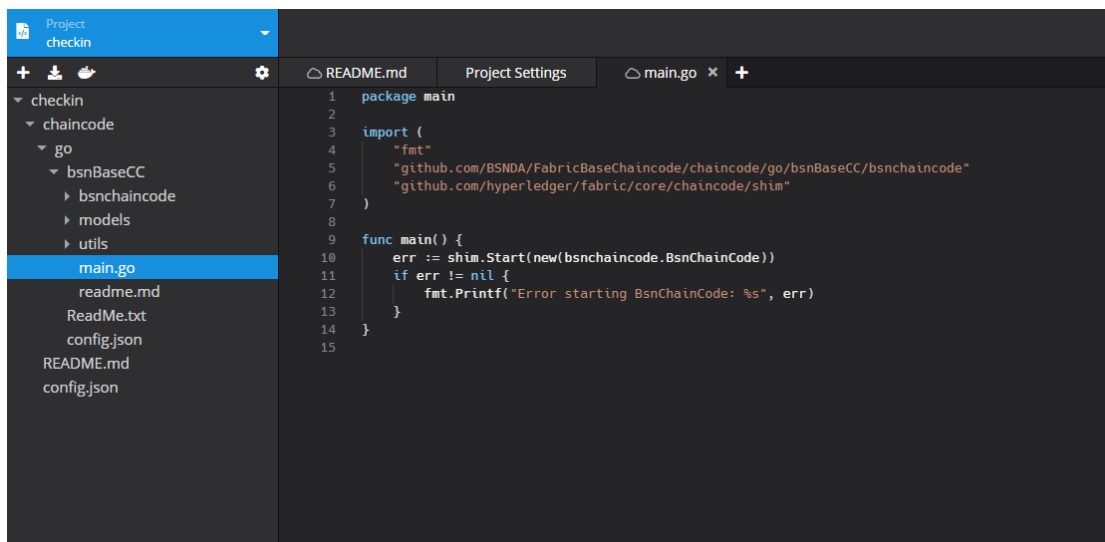 Project
checkin
README.md
Project Settings
main.go
checkin
chaincode
go
bsnBaseCC
bsnchaincode
models
utils
main.go
readme.md
ReadMe.txt
config.json
README.md
config.json
1 package main
2
3 import (
4 "fmt"
5 "github.com/BSNDA/FabricBaseChaincode/chaincode/go/bsnBaseCC/bsnchaincode"
6 "github.com/hyperledger/fabric/core/chaincode/shim"
7 )
8
9 func main() {
10 err := shim.Start(new(bsnchaincode.BsnChainCode))
11 if err != nil {
12 fmt.Printf("Error starting BsnChainCode: %s", err)
13 }
14 }
15